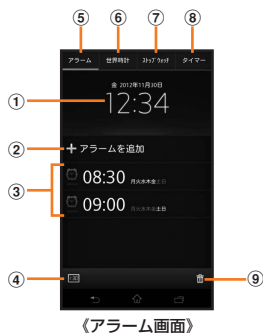 ⑤ ⑥ ⑦ ⑧
アラーム 世界時計 ｽﾄｯﾌﾟｳｫｯﾁ タイマー
金 2012年11月30日
① 12:34
② アラームを追加
③ 08:30 月火水木金土日
09:00 月火水木金土日
④ ⑨
《アラーム画面》